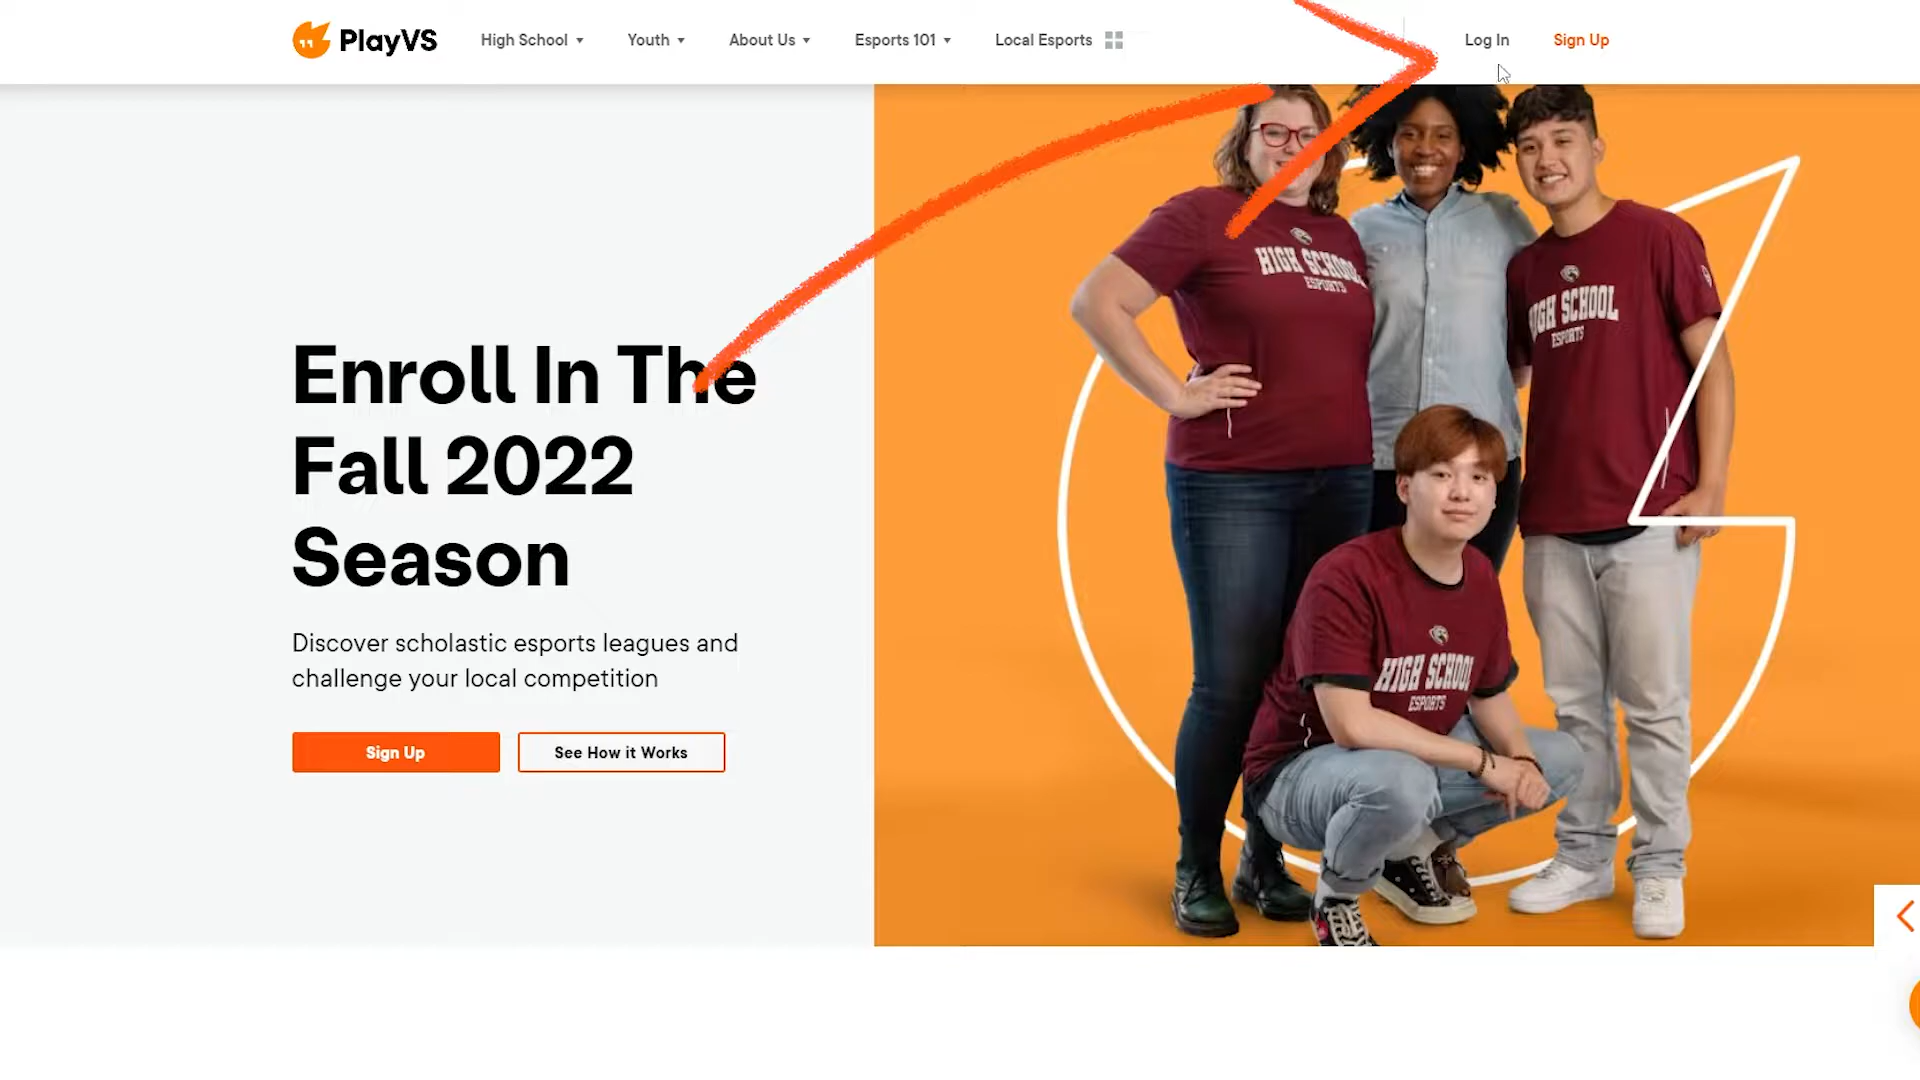 PlayVS
High School
Youth
About Us
Esports 101
Local Esports
Log In
Sign Up
Enroll In The
Fall 2022
Season
Discover scholastic esports leagues and
challenge your local competition
Sign Up
See How it Works
HIGH SCHOOL
ESPORTS
HIGH SCHOOL
ESPORTS
HIGH SCHOOL
ESPORTS